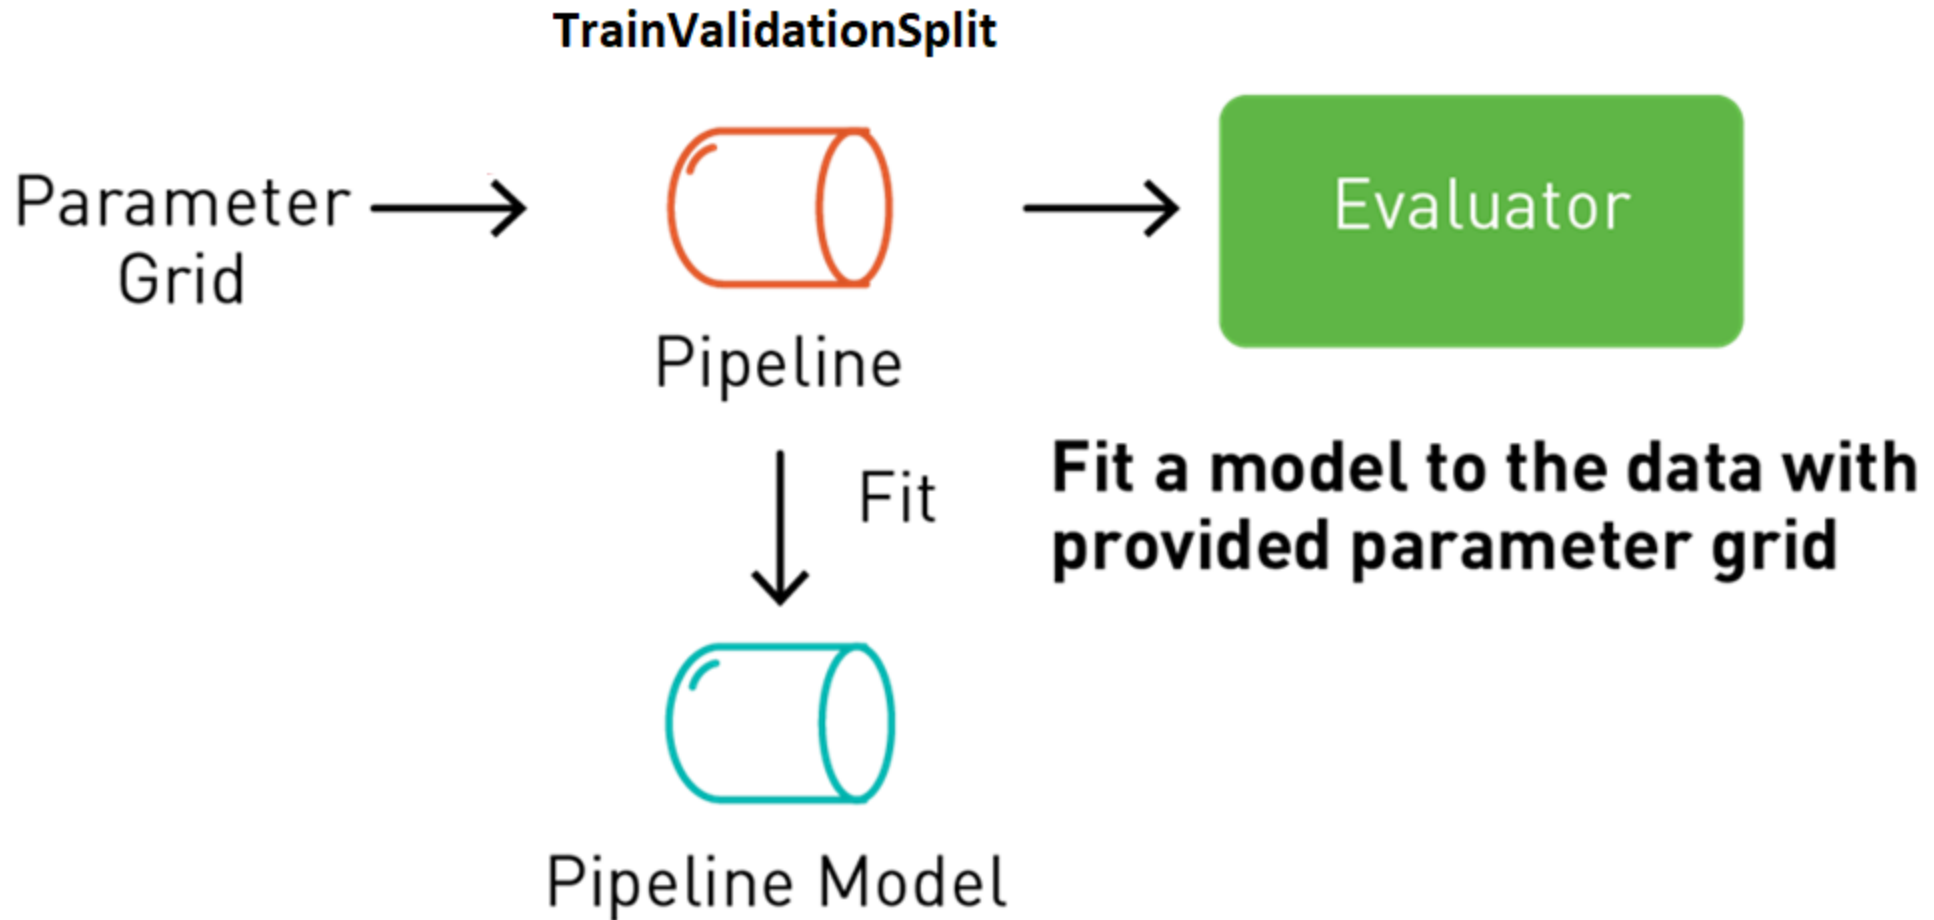 TrainValidationSplit
Parameter
Grid
Pipeline
Evaluator
Fit
Fit a model to the data with
provided parameter grid
Pipeline Model